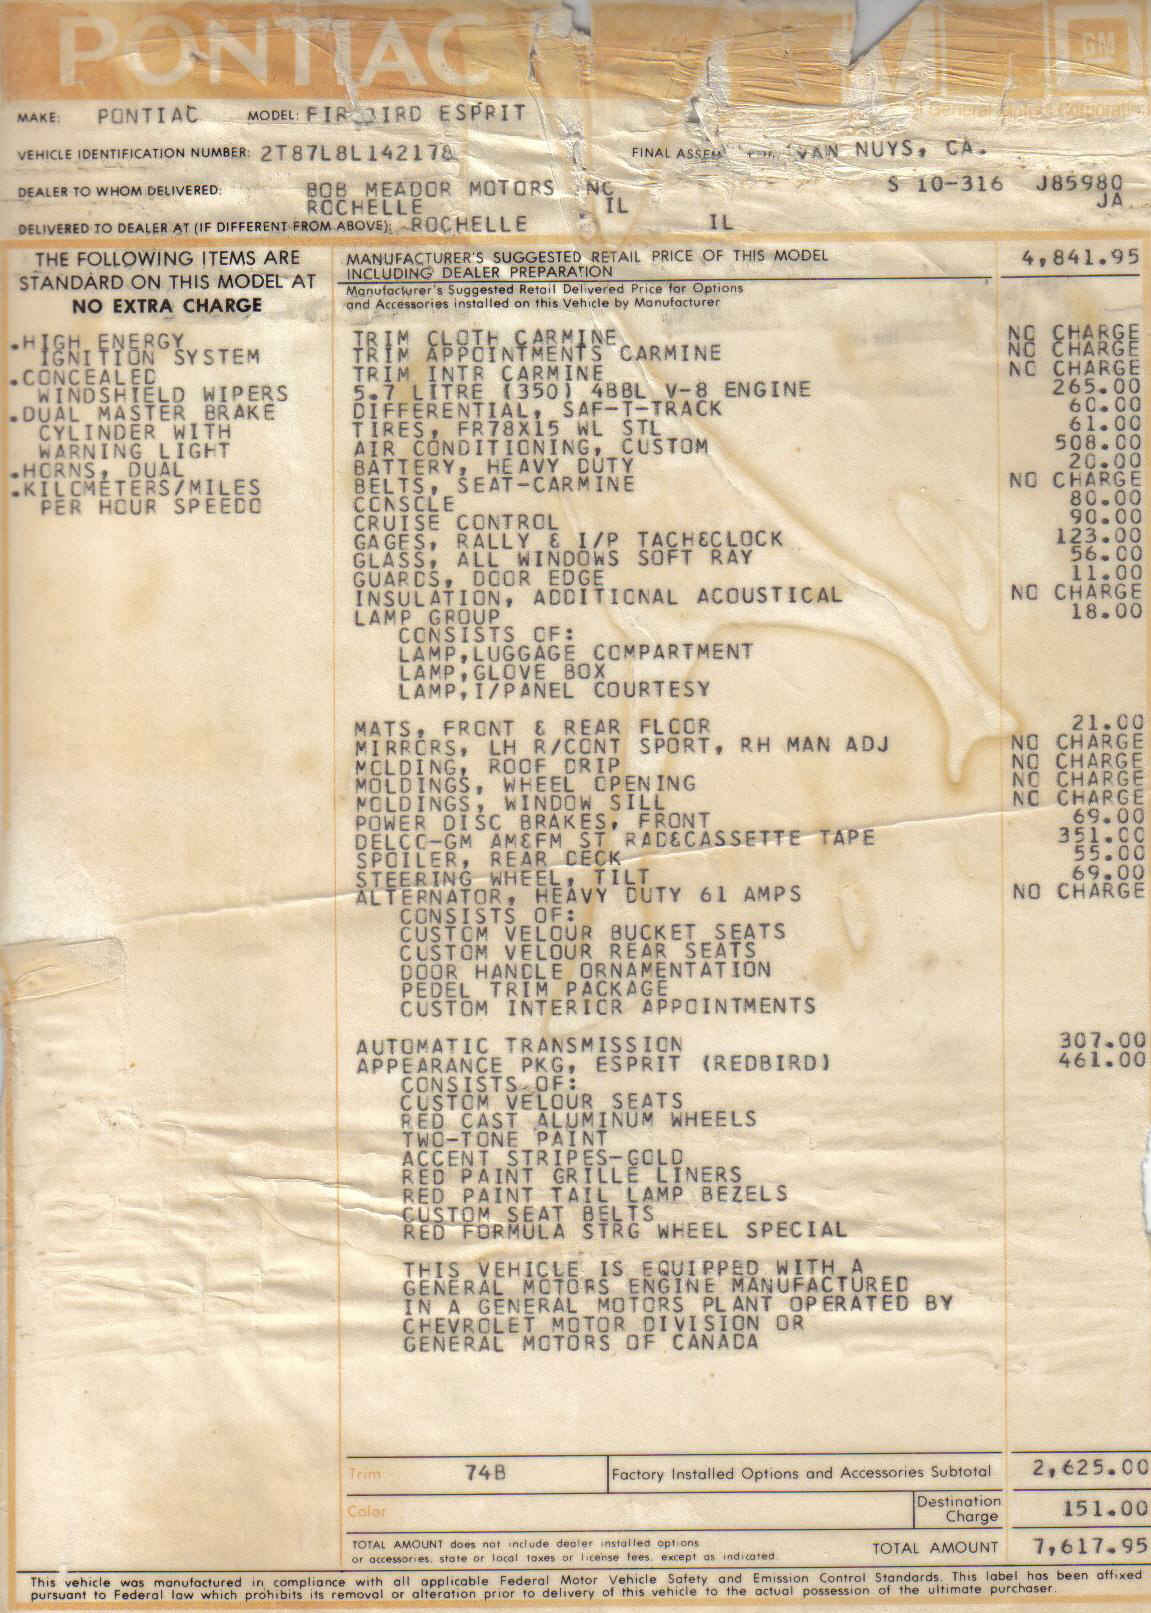 PONTIAC
GM
General Motors Corporation
MAKE: PONTIAC MODEL: FIREBIRD ESPRIT
VEHICLE IDENTIFICATION NUMBER: 2T87L8L142178 FINAL ASSEM VAN NUYS, CA.
DEALER TO WHOM DELIVERED: BOB MEADOR MOTORS NC S 10-316 J85980
ROCHELLE IL JA
DELIVERED TO DEALER AT (IF DIFFERENT FROM ABOVE): ROCHELLE IL
THE FOLLOWING ITEMS ARE
STANDARD ON THIS MODEL AT
NO EXTRA CHARGE
.HIGH ENERGY
IGNITION SYSTEM
.CONCEALED
WINDSHIELD WIPERS
.DUAL MASTER BRAKE
CYLINDER WITH
WARNING LIGHT
.HORNS, DUAL
.KILOMETERS/MILES
PER HOUR SPEEDO
MANUFACTURER'S SUGGESTED RETAIL PRICE OF THIS MODEL
INCLUDING DEALER PREPARATION 4,841.95
Manufacturer's Suggested Retail Delivered Price for Options
and Accessories installed on this Vehicle by Manufacturer
TRIM CLOTH CARMINE NO CHARGE
TRIM APPOINTMENTS CARMINE NO CHARGE
TRIM INTR CARMINE NO CHARGE
5.7 LITRE (350) 4BBL V-8 ENGINE 265.00
DIFFERENTIAL, SAF-T-TRACK 60.00
TIRES, FR78X15 WL STL 61.00
AIR CONDITIONING, CUSTOM 508.00
BATTERY, HEAVY DUTY 20.00
BELTS, SEAT-CARMINE NO CHARGE
CONSOLE 80.00
CRUISE CONTROL 90.00
GAGES, RALLY & I/P TACH&CLOCK 123.00
GLASS, ALL WINDOWS SOFT RAY 56.00
GUARDS, DOOR EDGE 11.00
INSULATION, ADDITIONAL ACOUSTICAL NO CHARGE
LAMP GROUP 18.00
CONSISTS OF:
LAMP,LUGGAGE COMPARTMENT
LAMP,GLOVE BOX
LAMP,I/PANEL COURTESY
MATS, FRONT & REAR FLOOR 21.00
MIRRORS, LH R/CONT SPORT, RH MAN ADJ NO CHARGE
MOLDING, ROOF DRIP NO CHARGE
MOLDINGS, WHEEL OPENING NO CHARGE
MOLDINGS, WINDOW SILL NO CHARGE
POWER DISC BRAKES, FRONT 69.00
DELCO-GM AM&FM ST RAD&CASSETTE TAPE 351.00
SPOILER, REAR DECK 55.00
STEERING WHEEL, TILT 69.00
ALTERNATOR, HEAVY DUTY 61 AMPS NO CHARGE
CONSISTS OF:
CUSTOM VELOUR BUCKET SEATS
CUSTOM VELOUR REAR SEATS
DOOR HANDLE ORNAMENTATION
PEDEL TRIM PACKAGE
CUSTOM INTERIOR APPOINTMENTS
AUTOMATIC TRANSMISSION 307.00
APPEARANCE PKG, ESPRIT (REDBIRD) 461.00
CONSISTS OF:
CUSTOM VELOUR SEATS
RED CAST ALUMINUM WHEELS
TWO-TONE PAINT
ACCENT STRIPES-GOLD
RED PAINT GRILLE LINERS
RED PAINT TAIL LAMP BEZELS
CUSTOM SEAT BELTS
RED FORMULA STRG WHEEL SPECIAL
THIS VEHICLE IS EQUIPPED WITH A
GENERAL MOTORS ENGINE MANUFACTURED
IN A GENERAL MOTORS PLANT OPERATED BY
CHEVROLET MOTOR DIVISION OR
GENERAL MOTORS OF CANADA
Trim 74B Factory Installed Options and Accessories Subtotal 2,625.00
Color Destination
Charge 151.00
TOTAL AMOUNT does not include dealer installed options
or accessories, state or local taxes or license fees, except as indicated. TOTAL AMOUNT 7,617.95
This vehicle was manufactured in compliance with all applicable Federal Motor Vehicle Safety and Emission Control Standards. This label has been affixed
pursuant to Federal law which prohibits its removal or alteration prior to delivery of this vehicle to the actual possession of the ultimate purchaser.